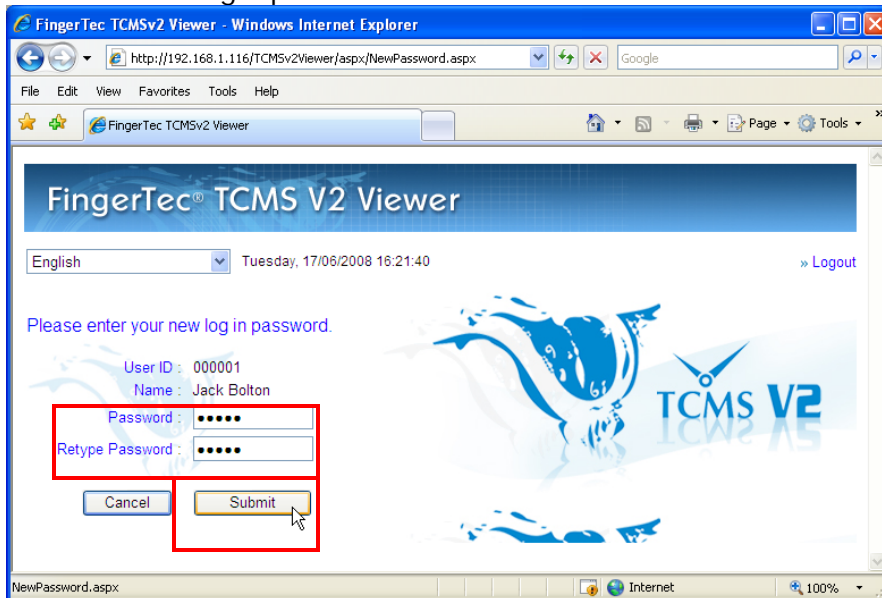 FingerTec TCMSv2 Viewer - Windows Internet Explorer
http://192.168.1.116/TCMSv2Viewer/aspx/NewPassword.aspx Google
File Edit View Favorites Tools Help
FingerTec TCMSv2 Viewer Page Tools »
FingerTec® TCMS V2 Viewer
English Tuesday, 17/06/2008 16:21:40 » Logout
Please enter your new log in password.
User ID : 000001
Name : Jack Bolton
Password : •••••
Retype Password : •••••
Cancel Submit
TCMS V2
NewPassword.aspx Internet 100%